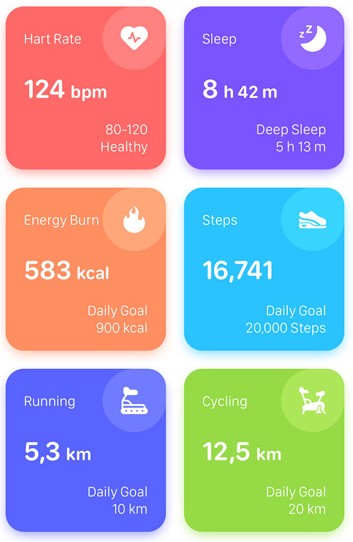 Hart Rate
124 bpm
80-120
Healthy
Sleep
zzz
8 h 42 m
Deep Sleep
5 h 13 m
Energy Burn
583 kcal
Daily Goal
900 kcal
Steps
16,741
Daily Goal
20,000 Steps
Running
5,3 km
Daily Goal
10 km
Cycling
12,5 km
Daily Goal
20 km